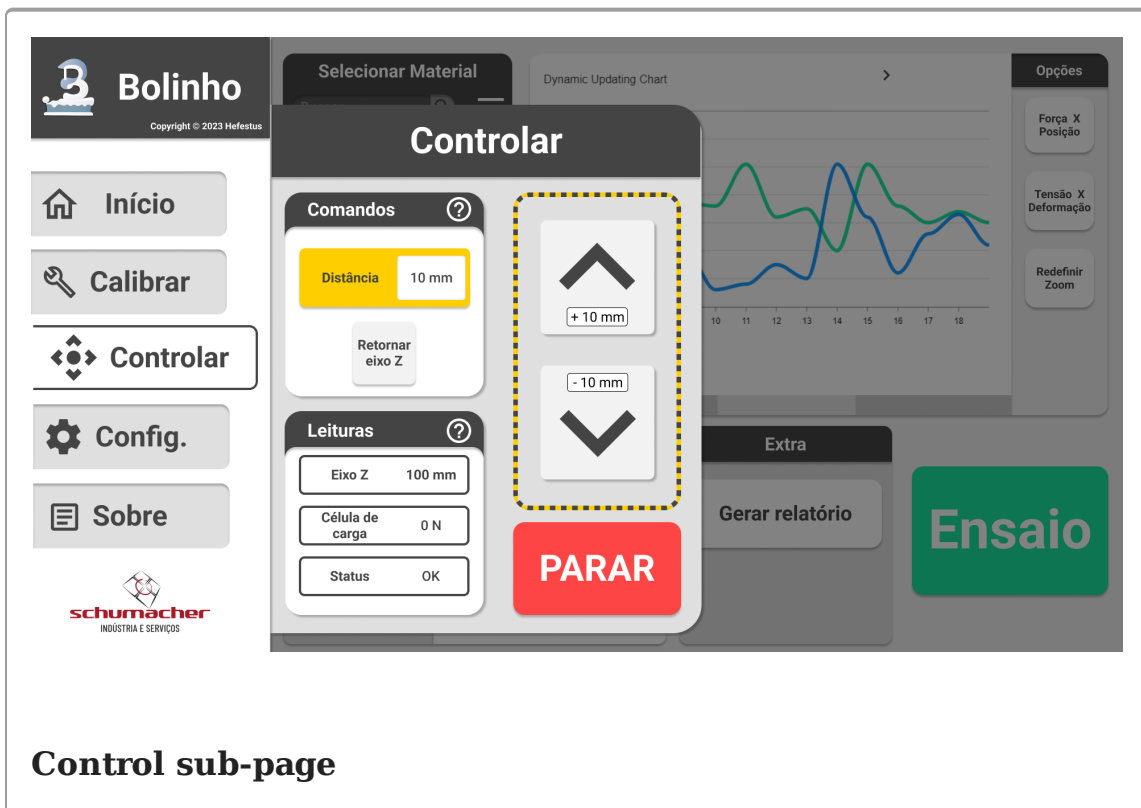 Bolinho
Copyright © 2023 Hefestus
Início
Calibrar
Controlar
Config.
Sobre
schumacher
INDÚSTRIA E SERVIÇOS
Selecionar Material
Controlar
Comandos
Distância 10 mm
Retornar
eixo Z
Leituras
Eixo Z 100 mm
Célula de
carga 0 N
Status OK
+ 10 mm
- 10 mm
PARAR
Dynamic Updating Chart
10 11 12 13 14 15 16 17 18
Opções
Força X
Posição
Tensão X
Deformação
Redefinir
Zoom
Extra
Gerar relatório
Ensaio
Control sub-page